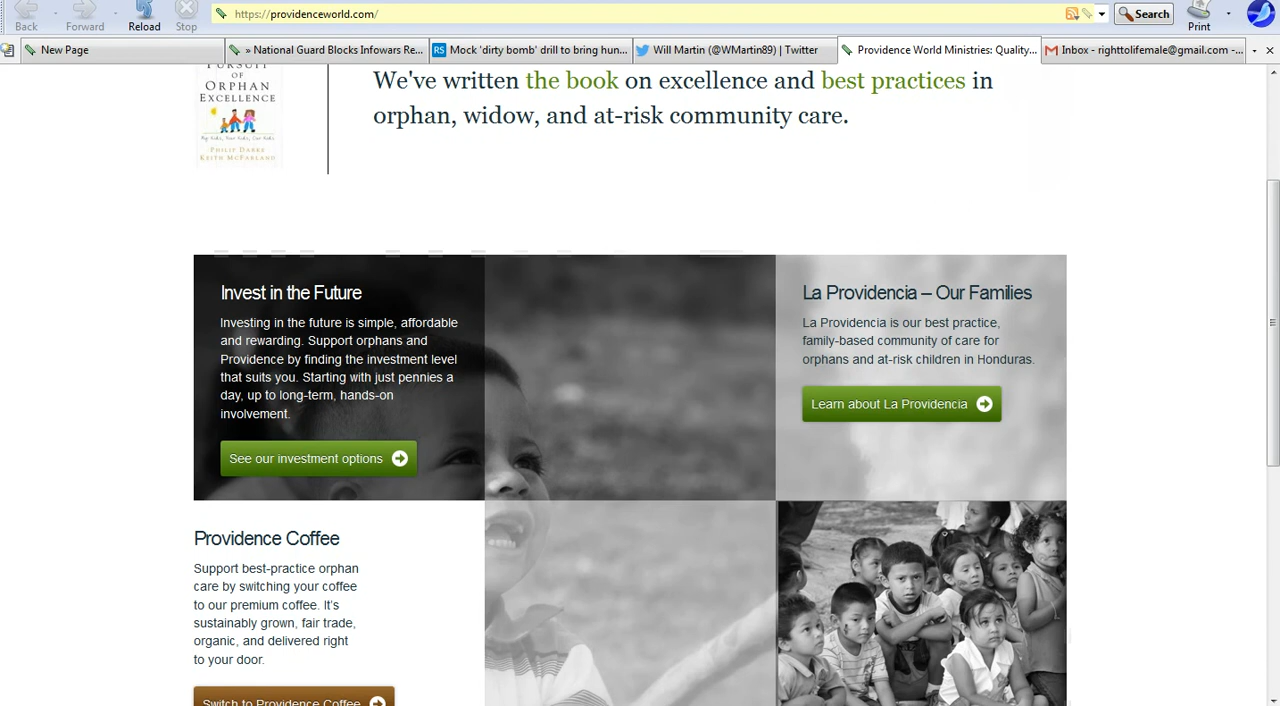 Back
Forward
Reload
Stop
https://providenceworld.com/
Search
Print
New Page
» National Guard Blocks Infowars Re...
RS Mock 'dirty bomb' drill to bring hun...
Will Martin (@WMartin89) | Twitter
Providence World Ministries: Quality...
Inbox - righttolifemale@gmail.com -...
PURSUIT
OF
ORPHAN
EXCELLENCE
My Kids, Your Kids, Our Kids
PHILIP DARKE
KEITH MCFARLAND
We've written the book on excellence and best practices in
orphan, widow, and at-risk community care.
Invest in the Future
Investing in the future is simple, affordable
and rewarding. Support orphans and
Providence by finding the investment level
that suits you. Starting with just pennies a
day, up to long-term, hands-on
involvement.
See our investment options
La Providencia – Our Families
La Providencia is our best practice,
family-based community of care for
orphans and at-risk children in Honduras.
Learn about La Providencia
Providence Coffee
Support best-practice orphan
care by switching your coffee
to our premium coffee. It's
sustainably grown, fair trade,
organic, and delivered right
to your door.
Switch to Providence Coffee